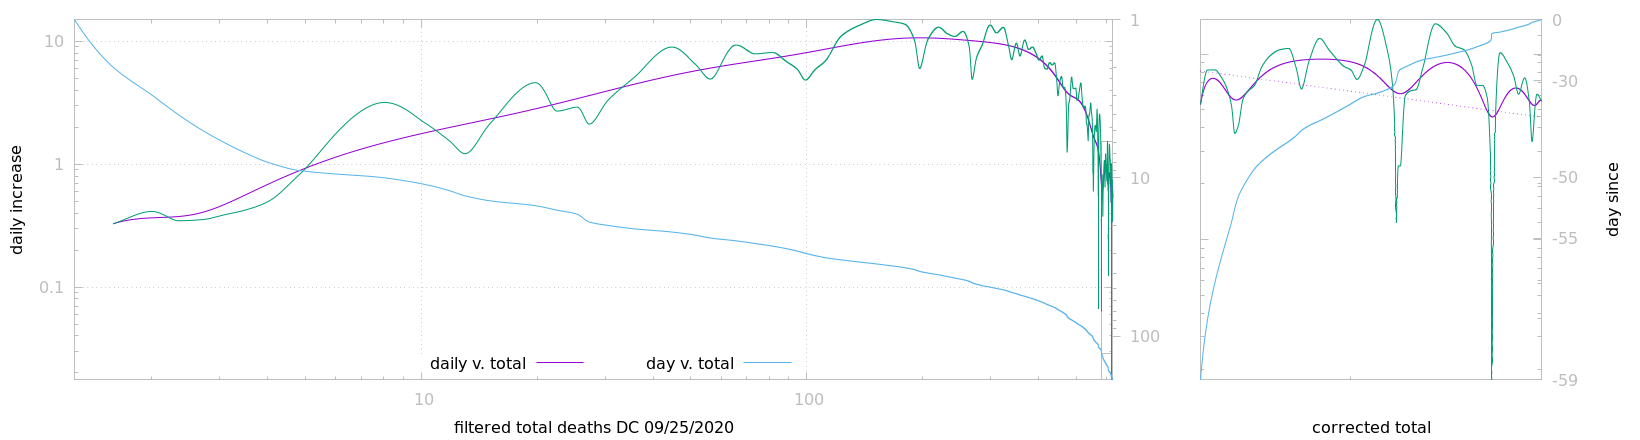 daily increase
10
1
0.1
10
100
1
10
100
daily v. total
day v. total
filtered total deaths DC 09/25/2020
0
-30
-50
-55
-59
day since
corrected total